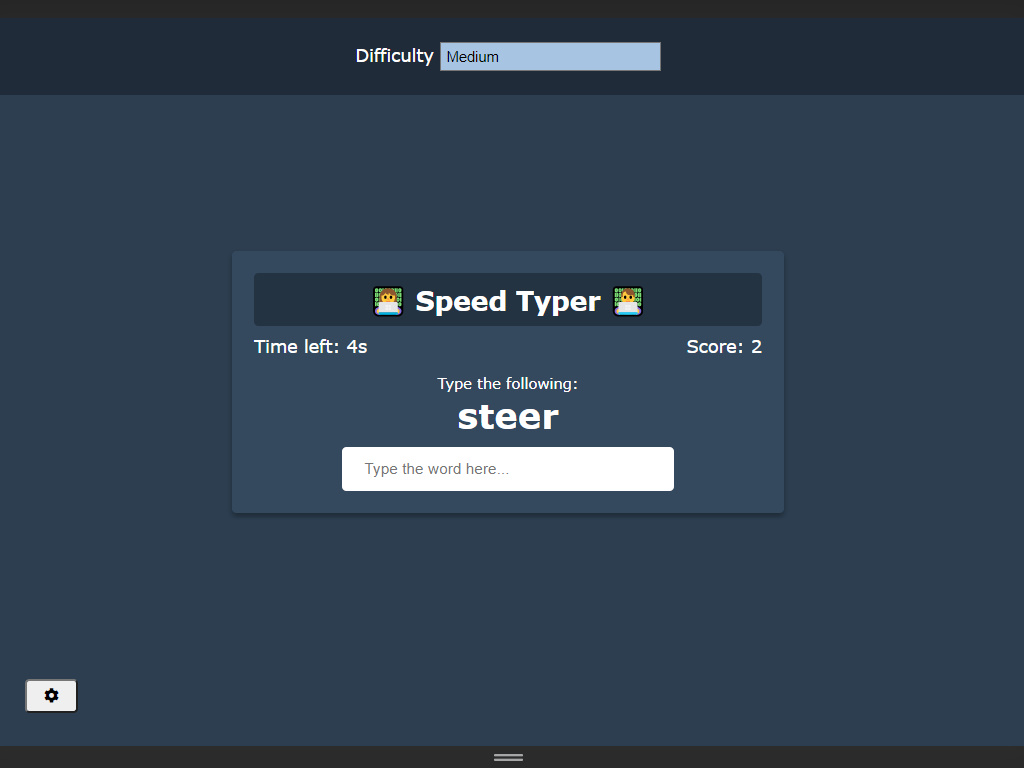 Difficulty Medium
Speed Typer
Time left: 4s Score: 2
Type the following:
steer
Type the word here...